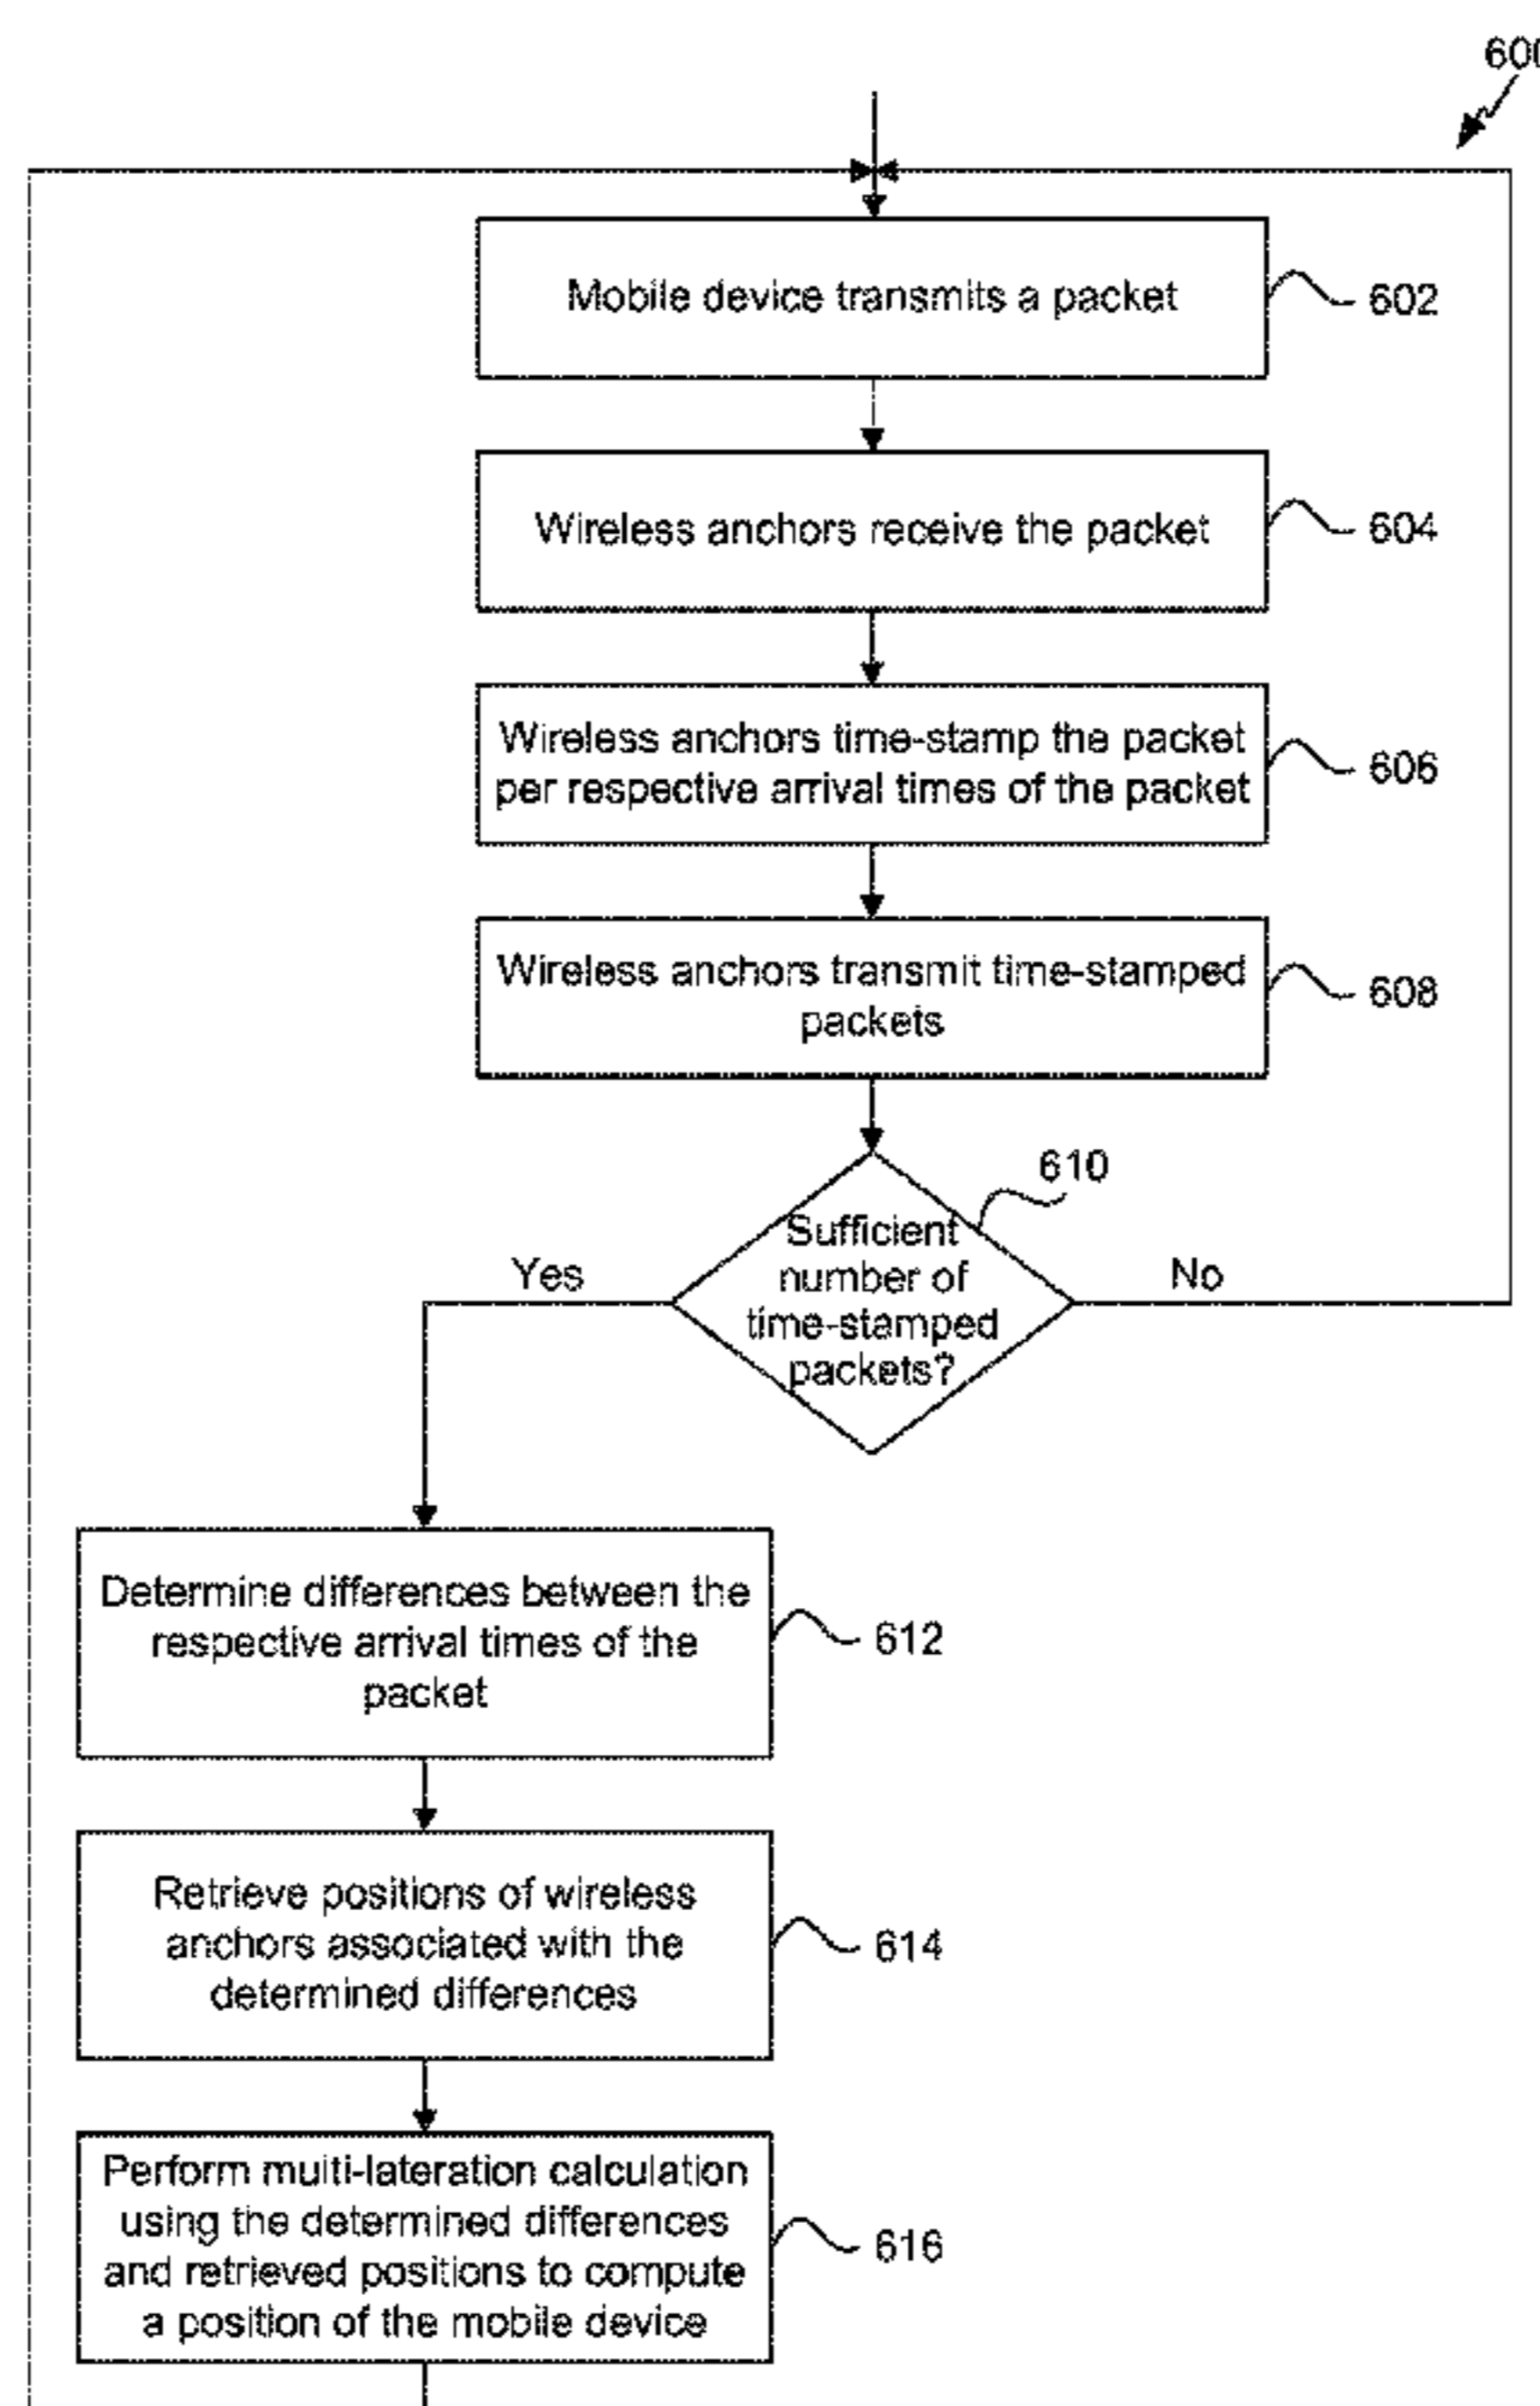 Mobile device transmits a packet
602
Wireless anchors receive the packet
604
Wireless anchors time-stamp the packet
per respective arrival times of the packet
606
Wireless anchors transmit time-stamped
packets
608
610
Sufficient
number of
time-stamped
packets?
Yes
No
Determine differences between the
respective arrival times of the
packet
612
Retrieve positions of wireless
anchors associated with the
determined differences
614
Perform multi-lateration calculation
using the determined differences
and retrieved positions to compute
a position of the mobile device
616